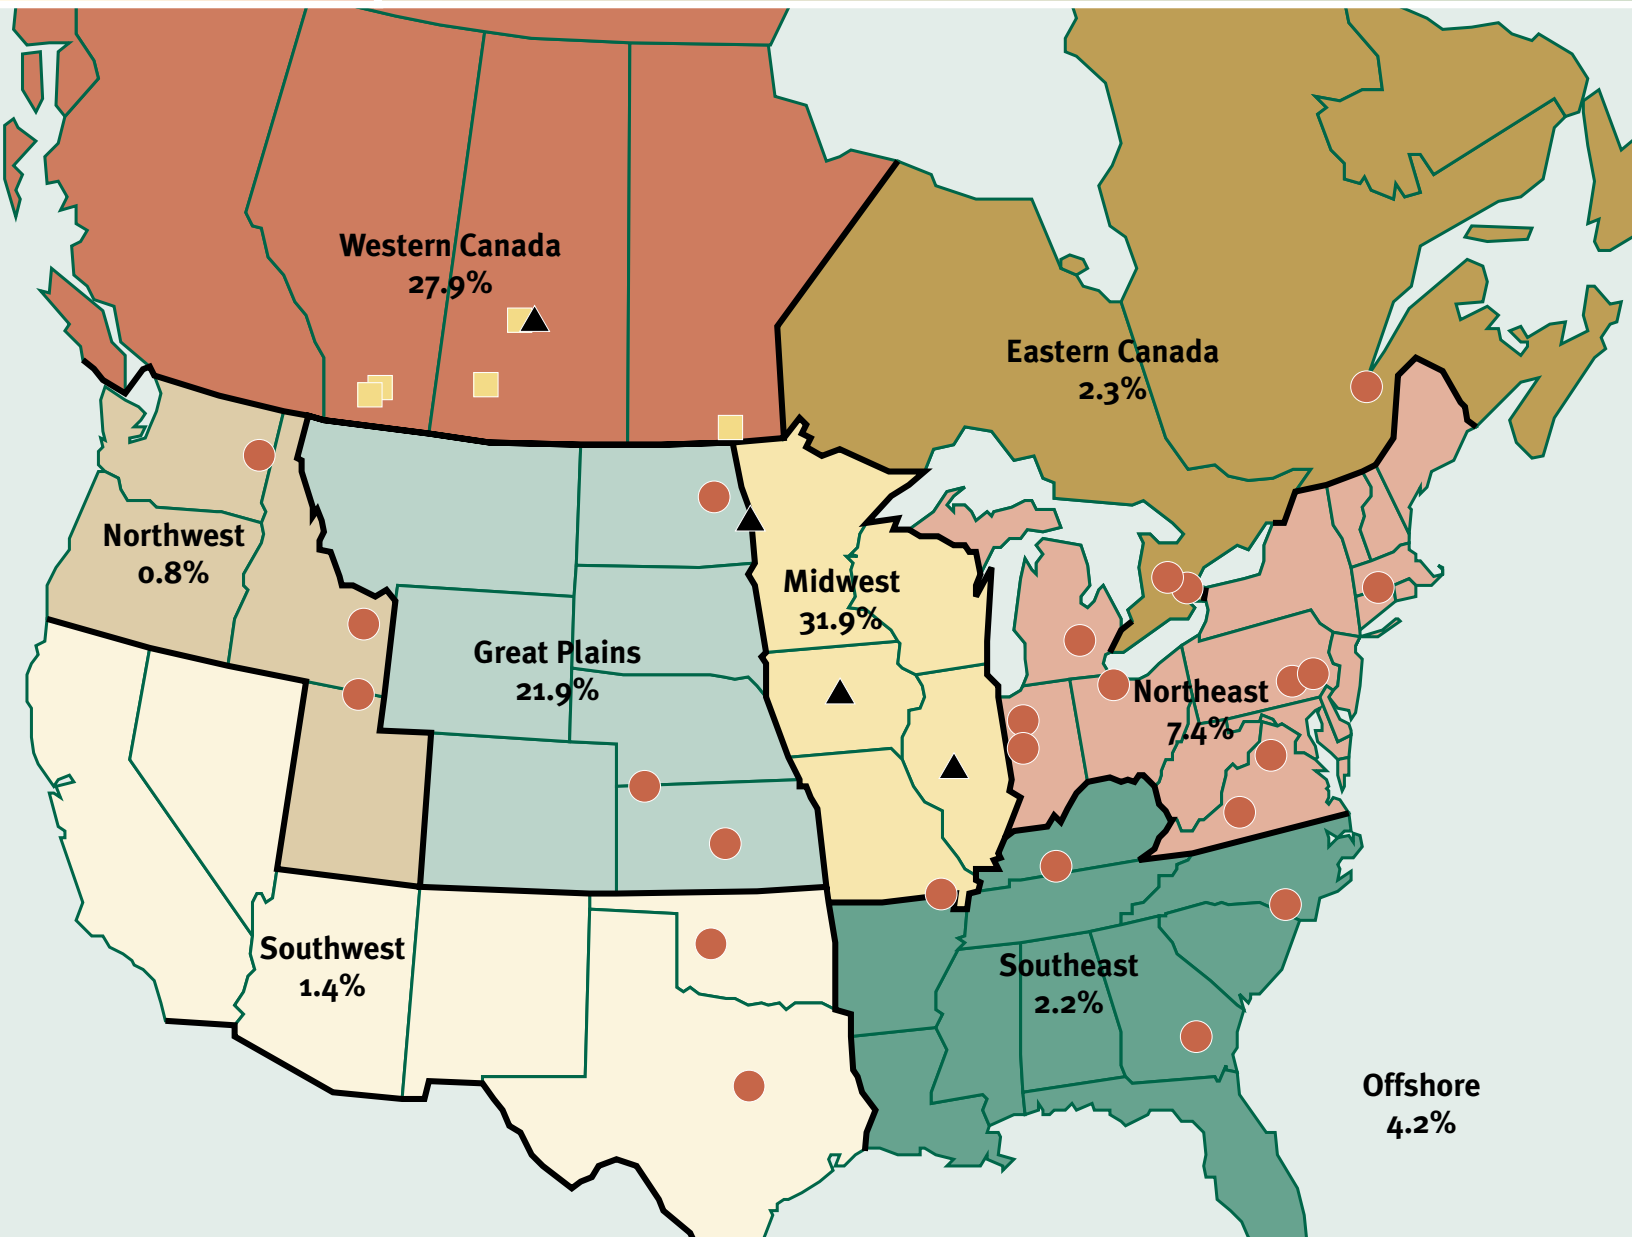 Western Canada
27.9%
Eastern Canada
2.3%
Northwest
0.8%
Midwest
31.9%
Great Plains
21.9%
Northeast
7.4%
Southwest
1.4%
Southeast
2.2%
Offshore
4.2%